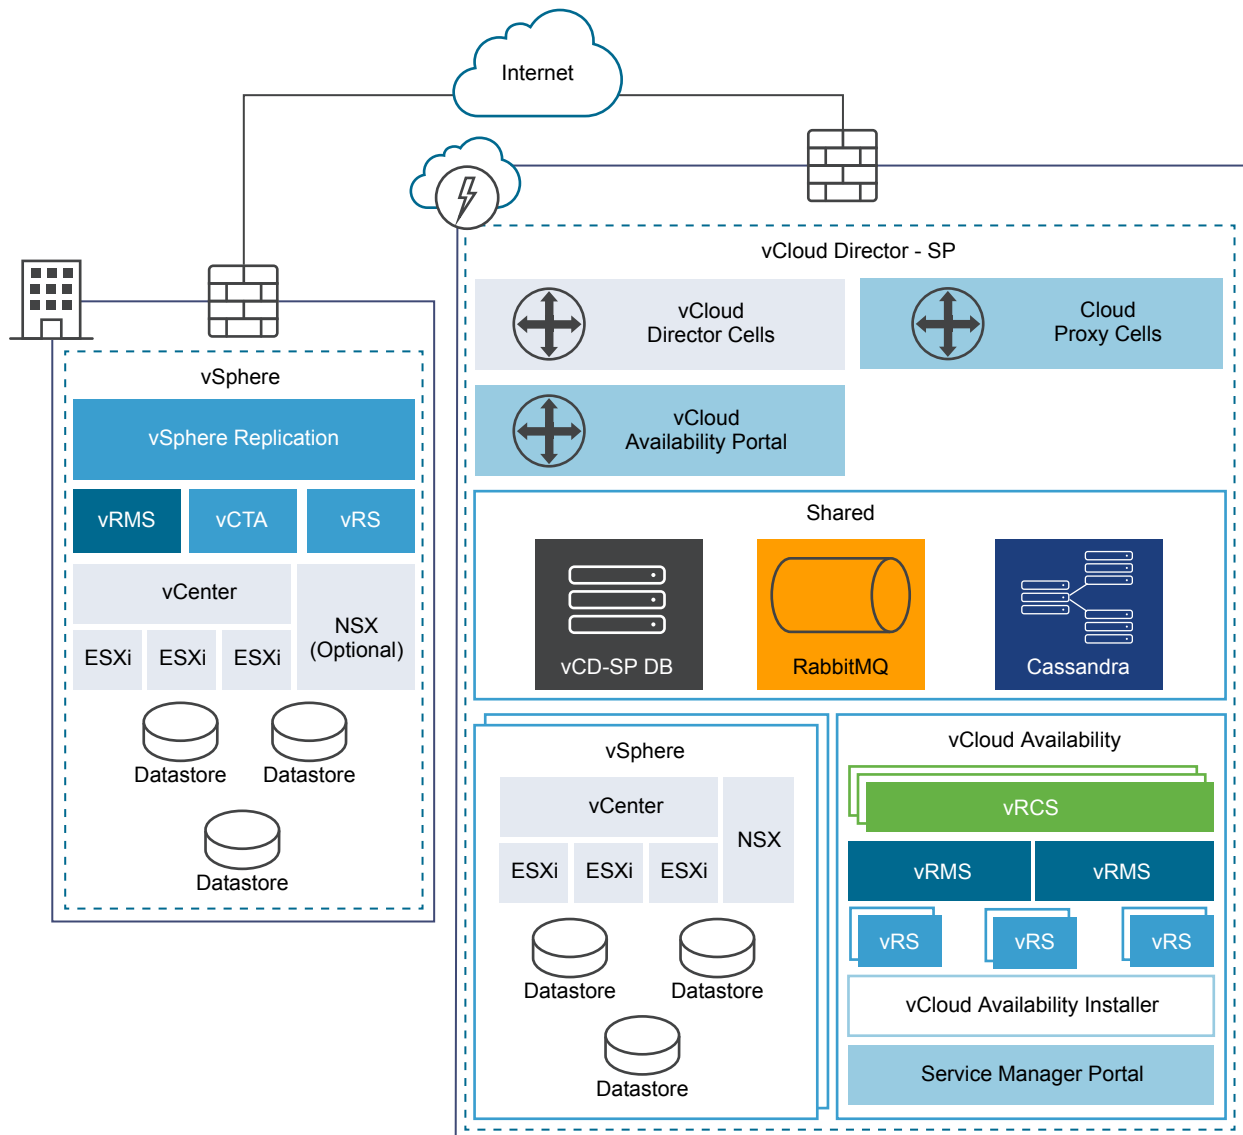 Internet
vSphere
vSphere Replication
vRMS
vCTA
vRS
vCenter
NSX
(Optional)
ESXi
ESXi
ESXi
Datastore
Datastore
Datastore
vCloud Director - SP
vCloud
Director Cells
Cloud
Proxy Cells
vCloud
Availability Portal
Shared
vCD-SP DB
RabbitMQ
Cassandra
vSphere
vCenter
NSX
ESXi
ESXi
ESXi
Datastore
Datastore
Datastore
vCloud Availability
vRCS
vRMS
vRMS
vRS
vRS
vRS
vCloud Availability Installer
Service Manager Portal